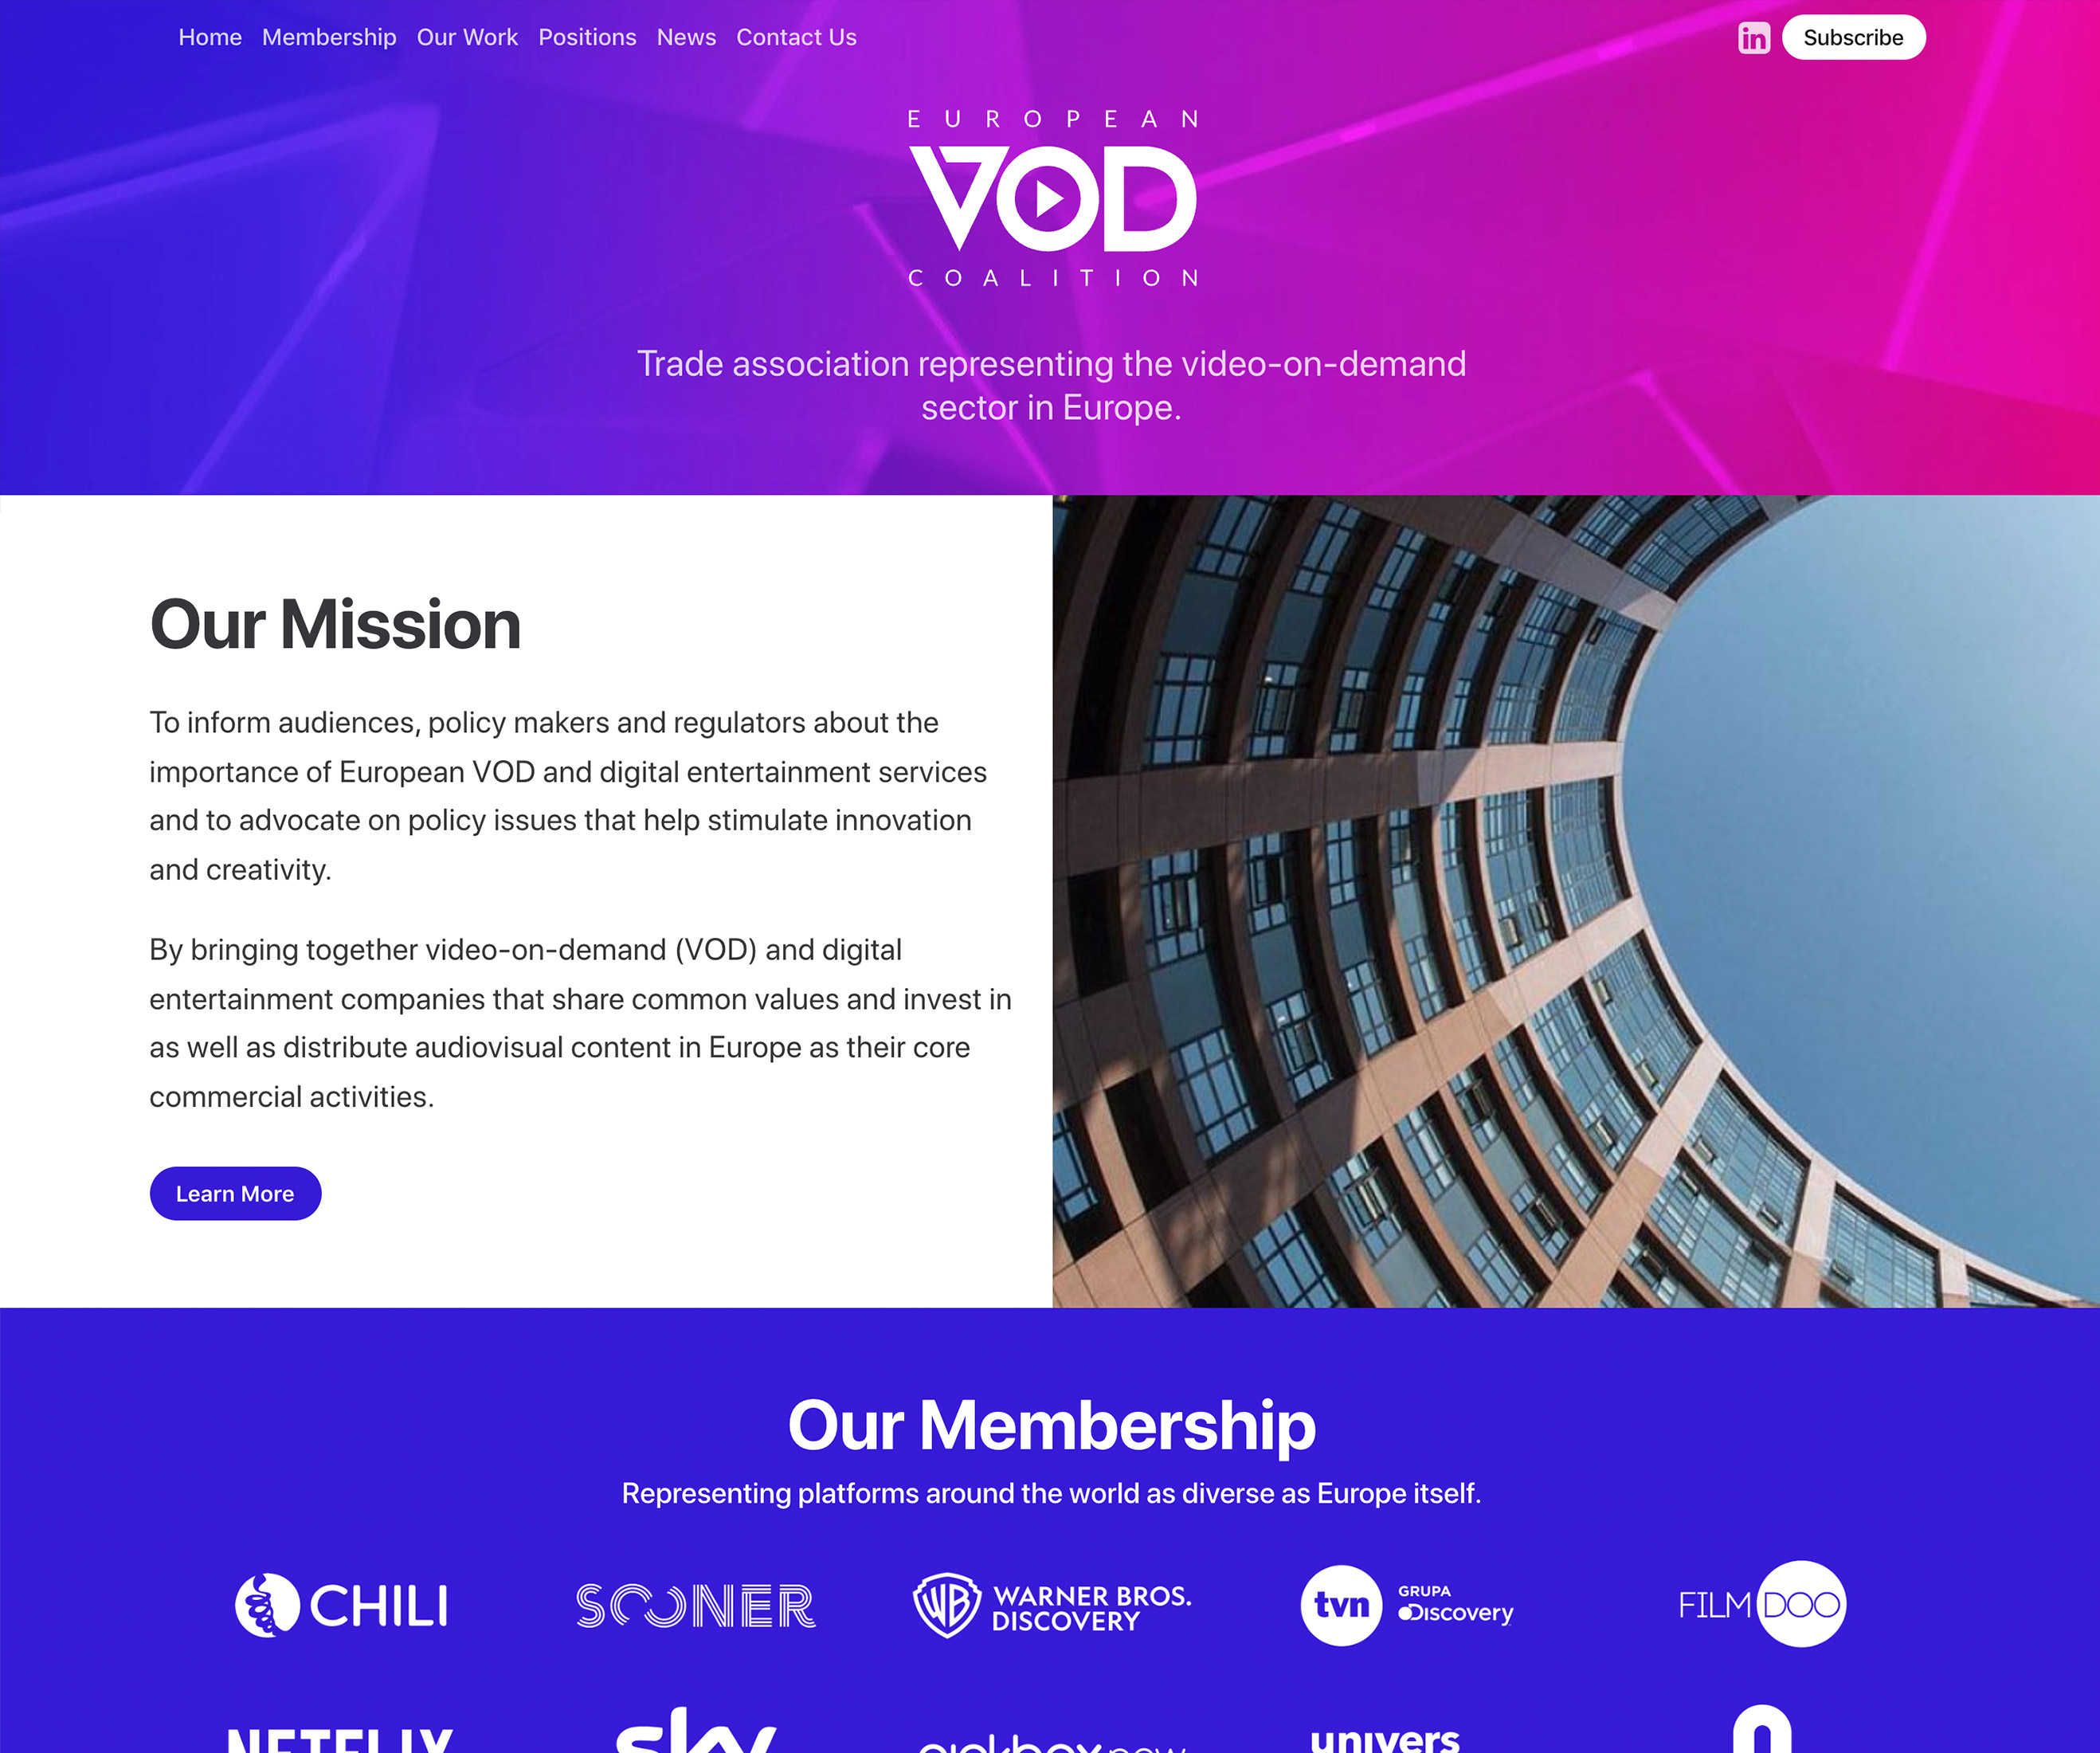 Home Membership Our Work Positions News Contact Us
in Subscribe
EUROPEAN
VOD
COALITION
Trade association representing the video-on-demand
sector in Europe.
Our Mission
To inform audiences, policy makers and regulators about the
importance of European VOD and digital entertainment services
and to advocate on policy issues that help stimulate innovation
and creativity.
By bringing together video-on-demand (VOD) and digital
entertainment companies that share common values and invest in
as well as distribute audiovisual content in Europe as their core
commercial activities.
Learn More
Our Membership
Representing platforms around the world as diverse as Europe itself.
CHILI
SOONER
WB WARNER BROS.
DISCOVERY
tvn GRUPA
Discovery
FILM DOO
NETFLIX
sky
univers